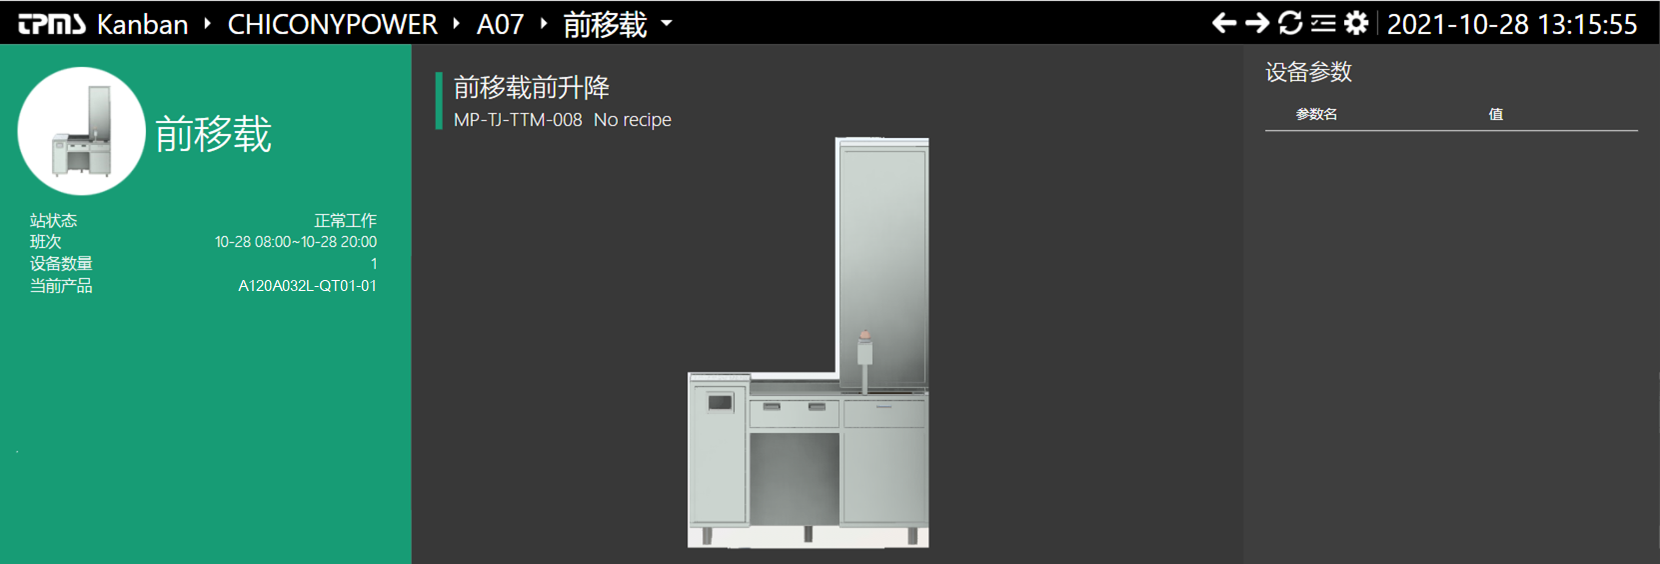 TPMS Kanban CHICONYPOWER A07 前移载 2021-10-28 13:15:55
前移载
站状态 正常工作
班次 10-28 08:00~10-28 20:00
设备数量 1
当前产品 A120A032L-QT01-01
前移载前升降
MP-TJ-TTM-008 No recipe
设备参数
参数名 值